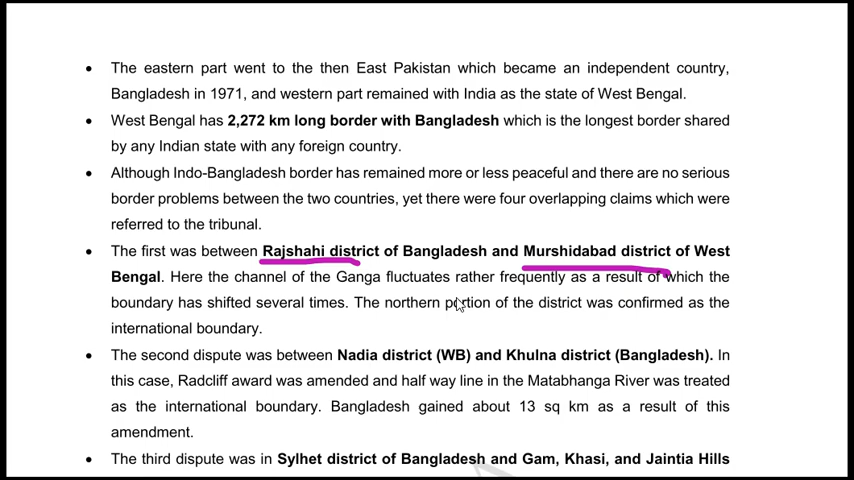 • The eastern part went to the then East Pakistan which became an independent country,
Bangladesh in 1971, and western part remained with India as the state of West Bengal.
• West Bengal has 2,272 km long border with Bangladesh which is the longest border shared
by any Indian state with any foreign country.
• Although Indo-Bangladesh border has remained more or less peaceful and there are no serious
border problems between the two countries, yet there were four overlapping claims which were
referred to the tribunal.
• The first was between Rajshahi district of Bangladesh and Murshidabad district of West
Bengal. Here the channel of the Ganga fluctuates rather frequently as a result of which the
boundary has shifted several times. The northern portion of the district was confirmed as the
international boundary.
• The second dispute was between Nadia district (WB) and Khulna district (Bangladesh). In
this case, Radcliff award was amended and half way line in the Matabhanga River was treated
as the international boundary. Bangladesh gained about 13 sq km as a result of this
amendment.
• The third dispute was in Sylhet district of Bangladesh and Gam, Khasi, and Jaintia Hills